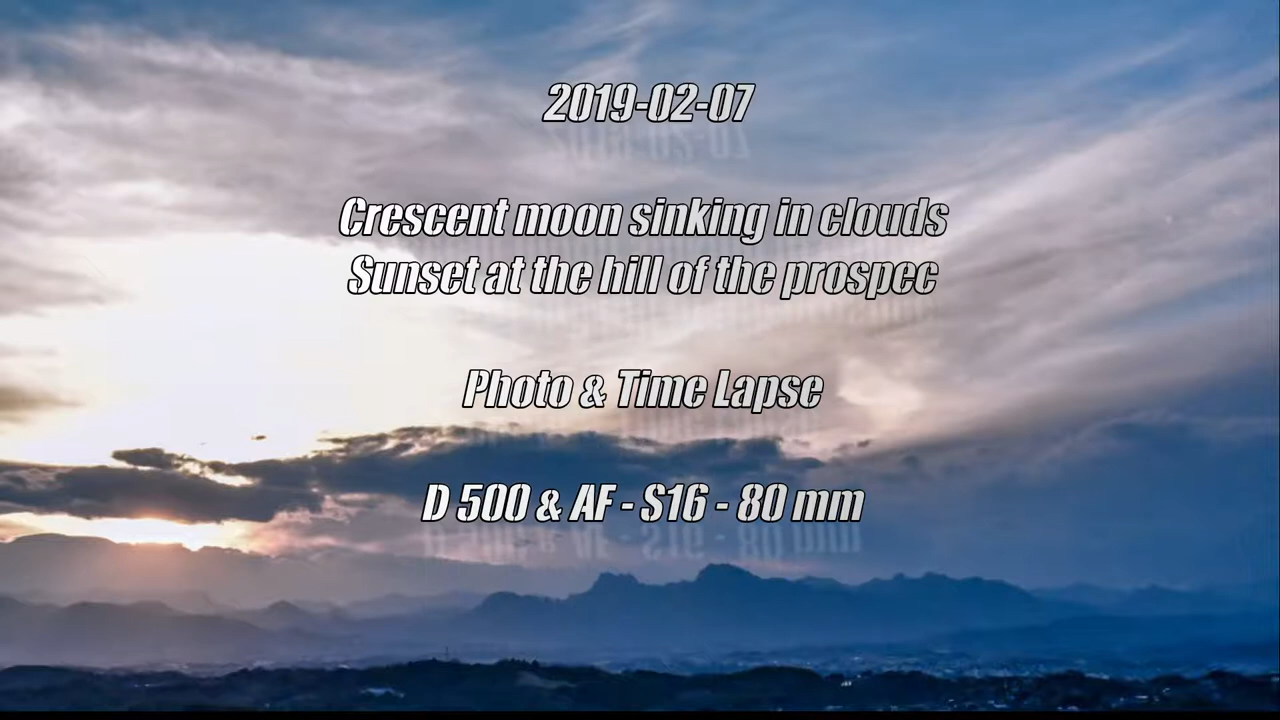 2019-02-07
Crescent moon sinking in clouds
Sunset at the hill of the prospec
Photo & Time Lapse
D 500 & AF - S16 - 80 mm